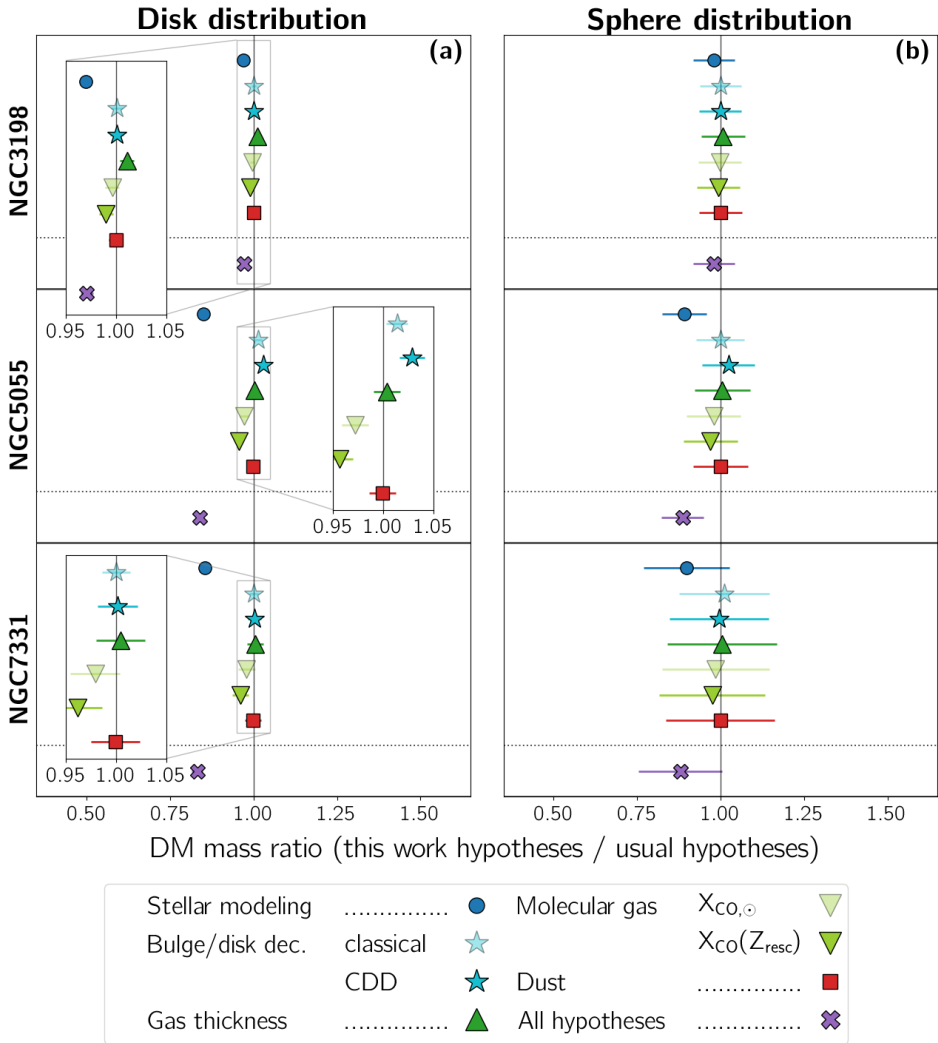 Disk distribution
Sphere distribution
(a)
(b)
NGC3198
0.95 1.00 1.05
NGC5055
0.95 1.00 1.05
NGC7331
0.95 1.00 1.05
0.50 0.75 1.00 1.25 1.50
0.50 0.75 1.00 1.25 1.50
DM mass ratio (this work hypotheses / usual hypotheses)
Stellar modeling ............... Molecular gas X_CO,⊙
Bulge/disk dec. classical X_CO(Z_resc)
CDD Dust ...............
Gas thickness ............... All hypotheses ...............